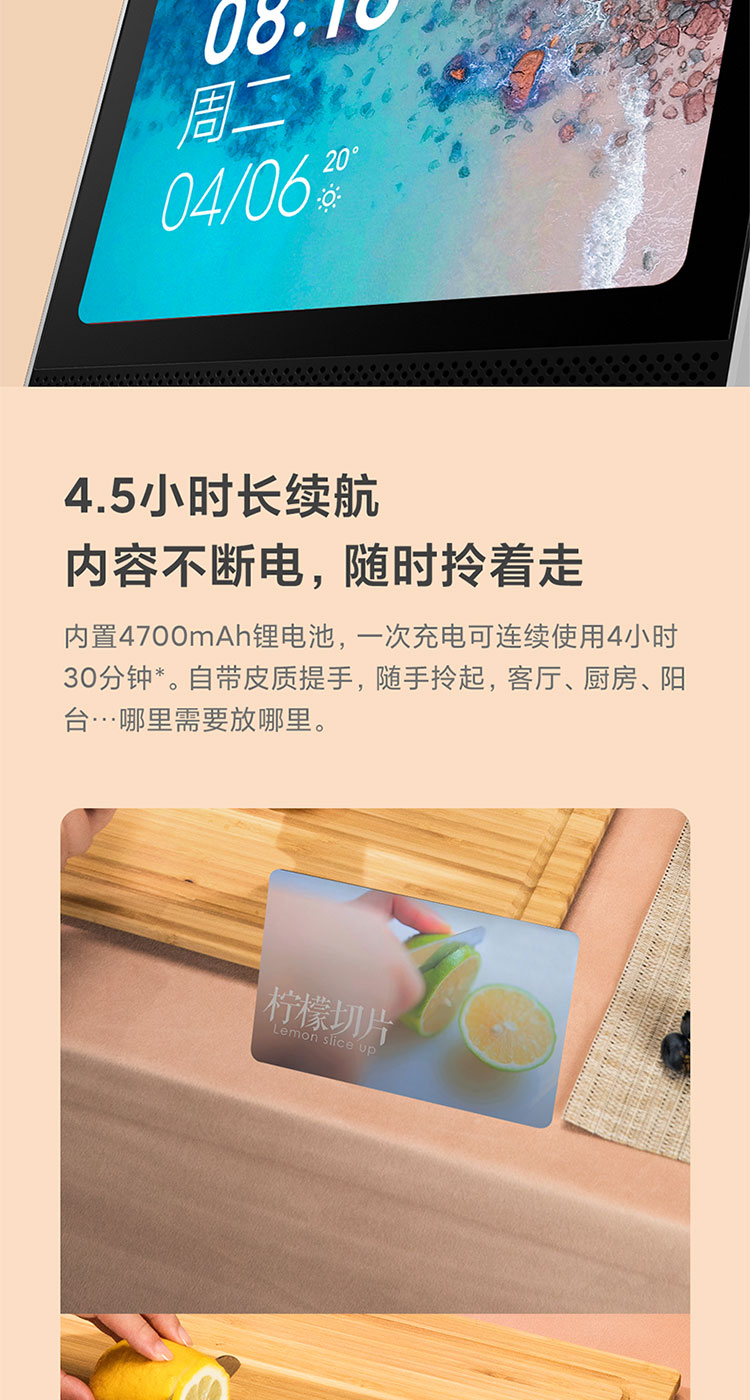 08:18
周二
04/06 20°
4.5小时长续航
内容不断电，随时拎着走
内置4700mAh锂电池，一次充电可连续使用4小时
30分钟*。自带皮质提手，随手拎起，客厅、厨房、阳
台…哪里需要放哪里。
柠檬切片
Lemon slice up